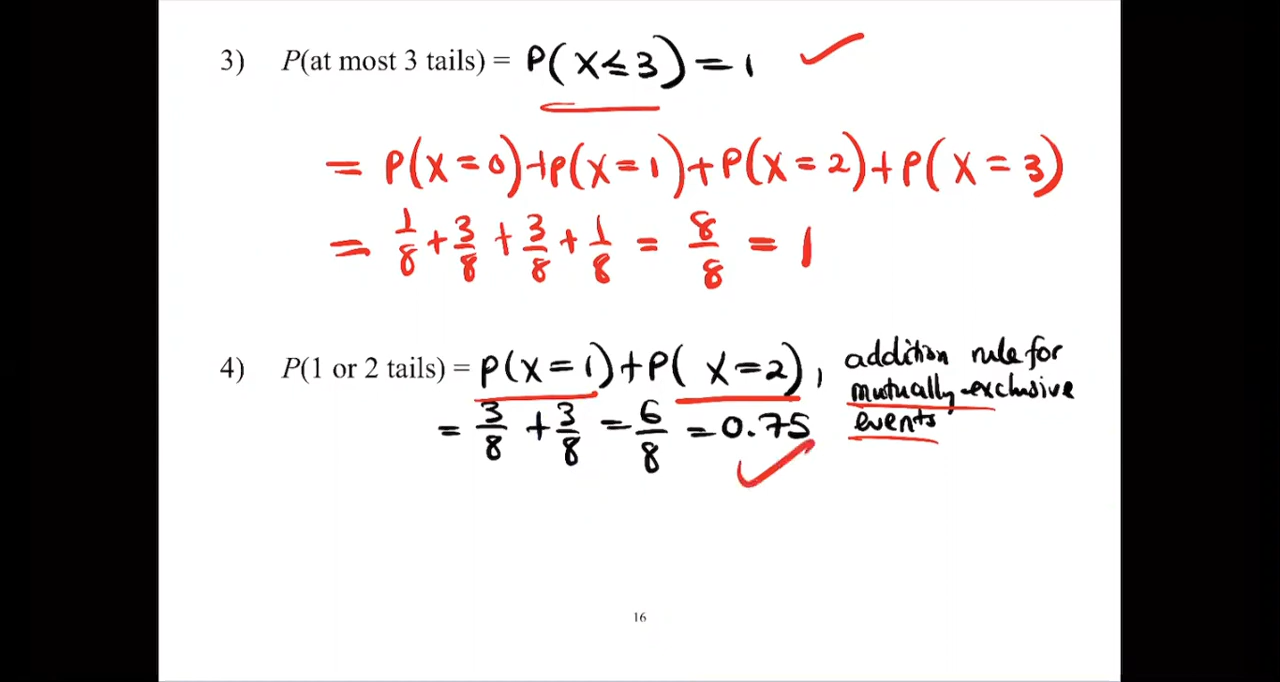 3) P(at most 3 tails) = P(X≤3) = 1
= P(X=0)+P(X=1)+P(X=2)+P(X=3)
= 1/8 + 3/8 + 3/8 + 1/8 = 8/8 = 1
4) P(1 or 2 tails) = P(X=1)+P(X=2), addition rule for
mutually-exclusive
events
= 3/8 + 3/8 = 6/8 = 0.75
16